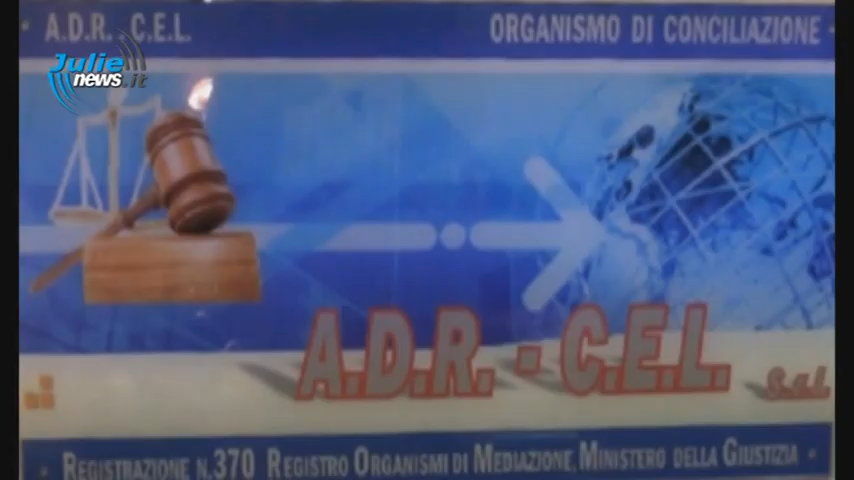 A.D.R. - C.E.L. ORGANISMO DI CONCILIAZIONE
Julie
news.it
A.D.R. - C.E.L.
S.r.l.
REGISTRAZIONE N.370 REGISTRO ORGANISMI DI MEDIAZIONE, MINISTERO DELLA GIUSTIZIA